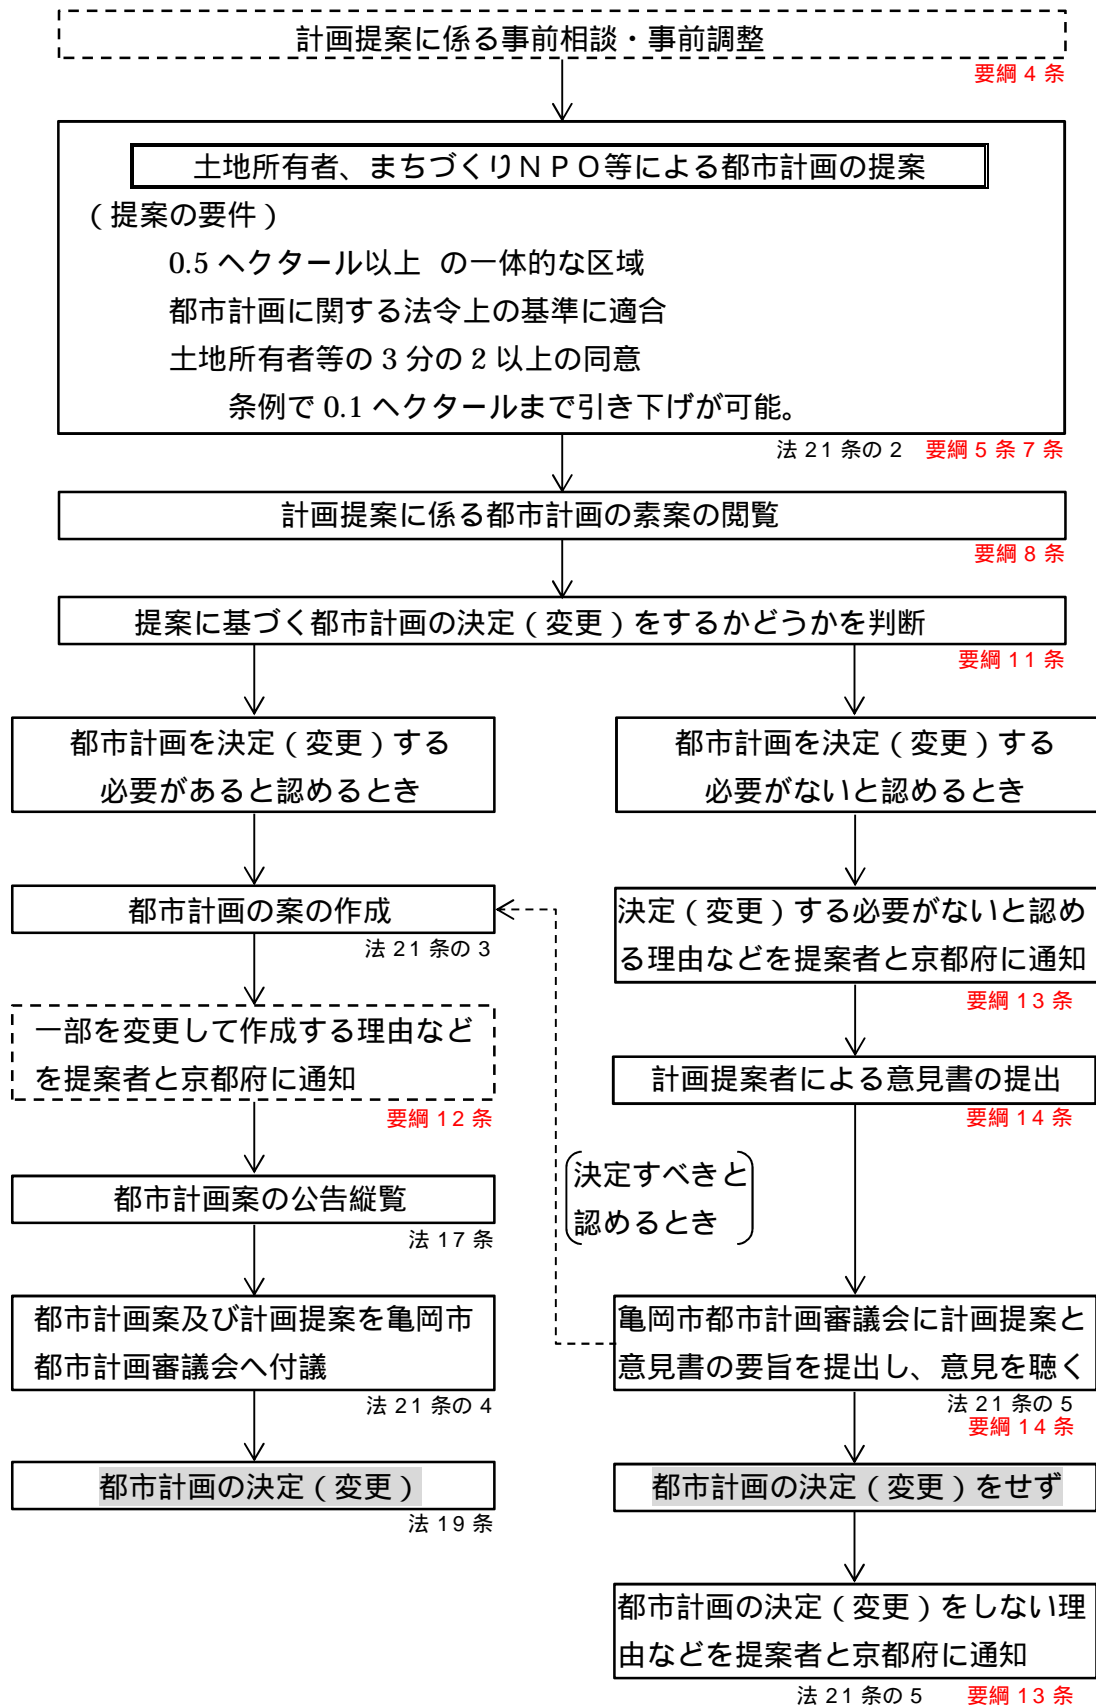 計画提案に係る事前相談・事前調整
要綱 4 条
土地所有者、まちづくりＮＰＯ等による都市計画の提案
（提案の要件）
0.5 ヘクタール以上 の一体的な区域
都市計画に関する法令上の基準に適合
土地所有者等の 3 分の 2 以上の同意
条例で 0.1 ヘクタールまで引き下げが可能。
法 21 条の 2 要綱 5 条 7 条
計画提案に係る都市計画の素案の閲覧
要綱 8 条
提案に基づく都市計画の決定（変更）をするかどうかを判断
要綱 11 条
都市計画を決定（変更）する
必要があると認めるとき
都市計画の案の作成
法 21 条の 3
一部を変更して作成する理由など
を提案者と京都府に通知
要綱 12 条
都市計画案の公告縦覧
法 17 条
都市計画案及び計画提案を亀岡市
都市計画審議会へ付議
法 21 条の 4
都市計画の決定（変更）
法 19 条
都市計画を決定（変更）する
必要がないと認めるとき
決定（変更）する必要がないと認め
る理由などを提案者と京都府に通知
要綱 13 条
計画提案者による意見書の提出
要綱 14 条
決定すべきと
認めるとき
亀岡市都市計画審議会に計画提案と
意見書の要旨を提出し、意見を聴く
法 21 条の 5
要綱 14 条
都市計画の決定（変更）をせず
都市計画の決定（変更）をしない理
由などを提案者と京都府に通知
法 21 条の 5 要綱 13 条